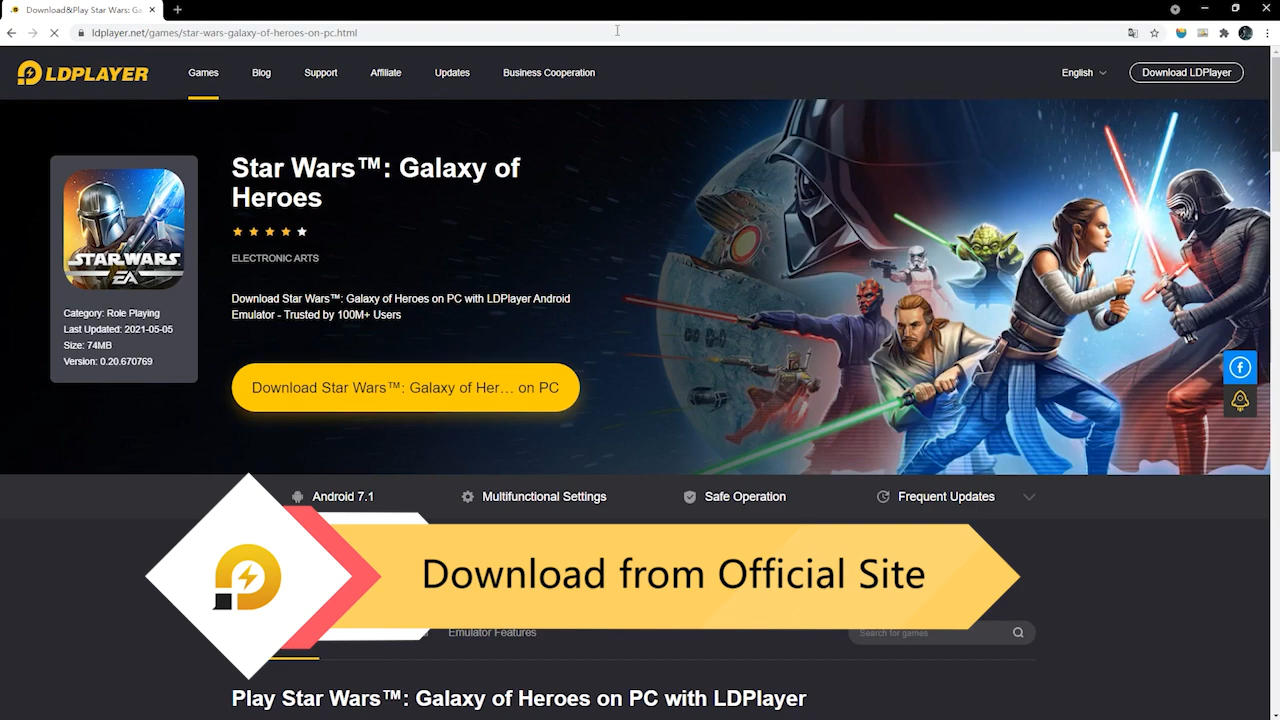 Download&Play Star Wars: Ga
ldplayer.net/games/star-wars-galaxy-of-heroes-on-pc.html
LDPLAYER
Games
Blog
Support
Affiliate
Updates
Business Cooperation
English
Download LDPlayer
STAR WARS
EA
Category: Role Playing
Last Updated: 2021-05-05
Size: 74MB
Version: 0.20.670769
Star Wars™: Galaxy of
Heroes
ELECTRONIC ARTS
Download Star Wars™: Galaxy of Heroes on PC with LDPlayer Android
Emulator - Trusted by 100M+ Users
Download Star Wars™: Galaxy of Her... on PC
Android 7.1
Multifunctional Settings
Safe Operation
Frequent Updates
Download from Official Site
Emulator Features
Search for games
Play Star Wars™: Galaxy of Heroes on PC with LDPlayer